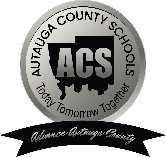 AUTAUGA COUNTY SCHOOLS
ACS
Today Tomorrow Together
Advance Autauga County